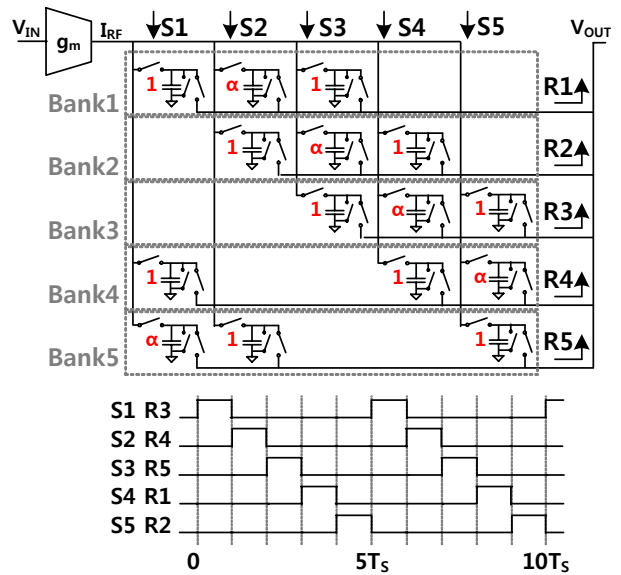 V_IN g_m I_RF S1 S2 S3 S4 S5 V_OUT
Bank1 1 α 1 R1
Bank2 1 α 1 R2
Bank3 1 α 1 R3
Bank4 1 1 α R4
Bank5 α 1 1 R5
S1 R3
S2 R4
S3 R5
S4 R1
S5 R2
0 5T_S 10T_S